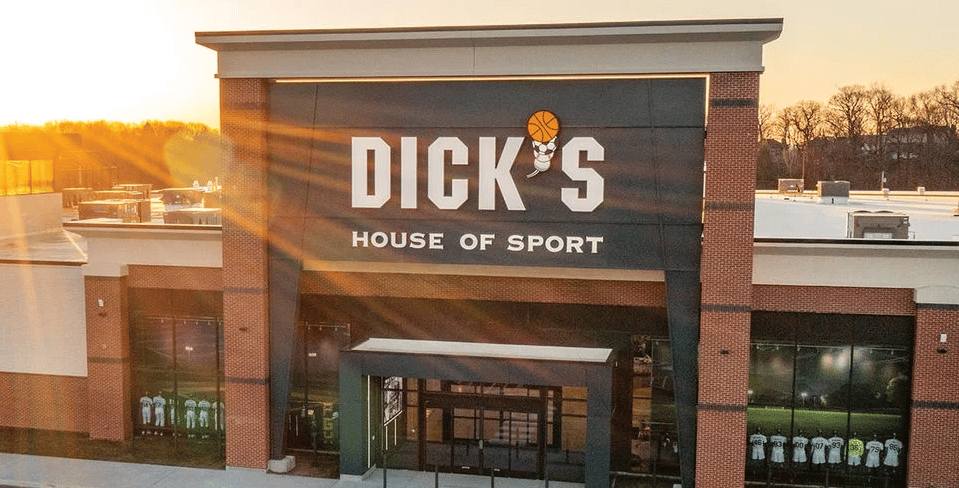 DICK'S
HOUSE OF SPORT